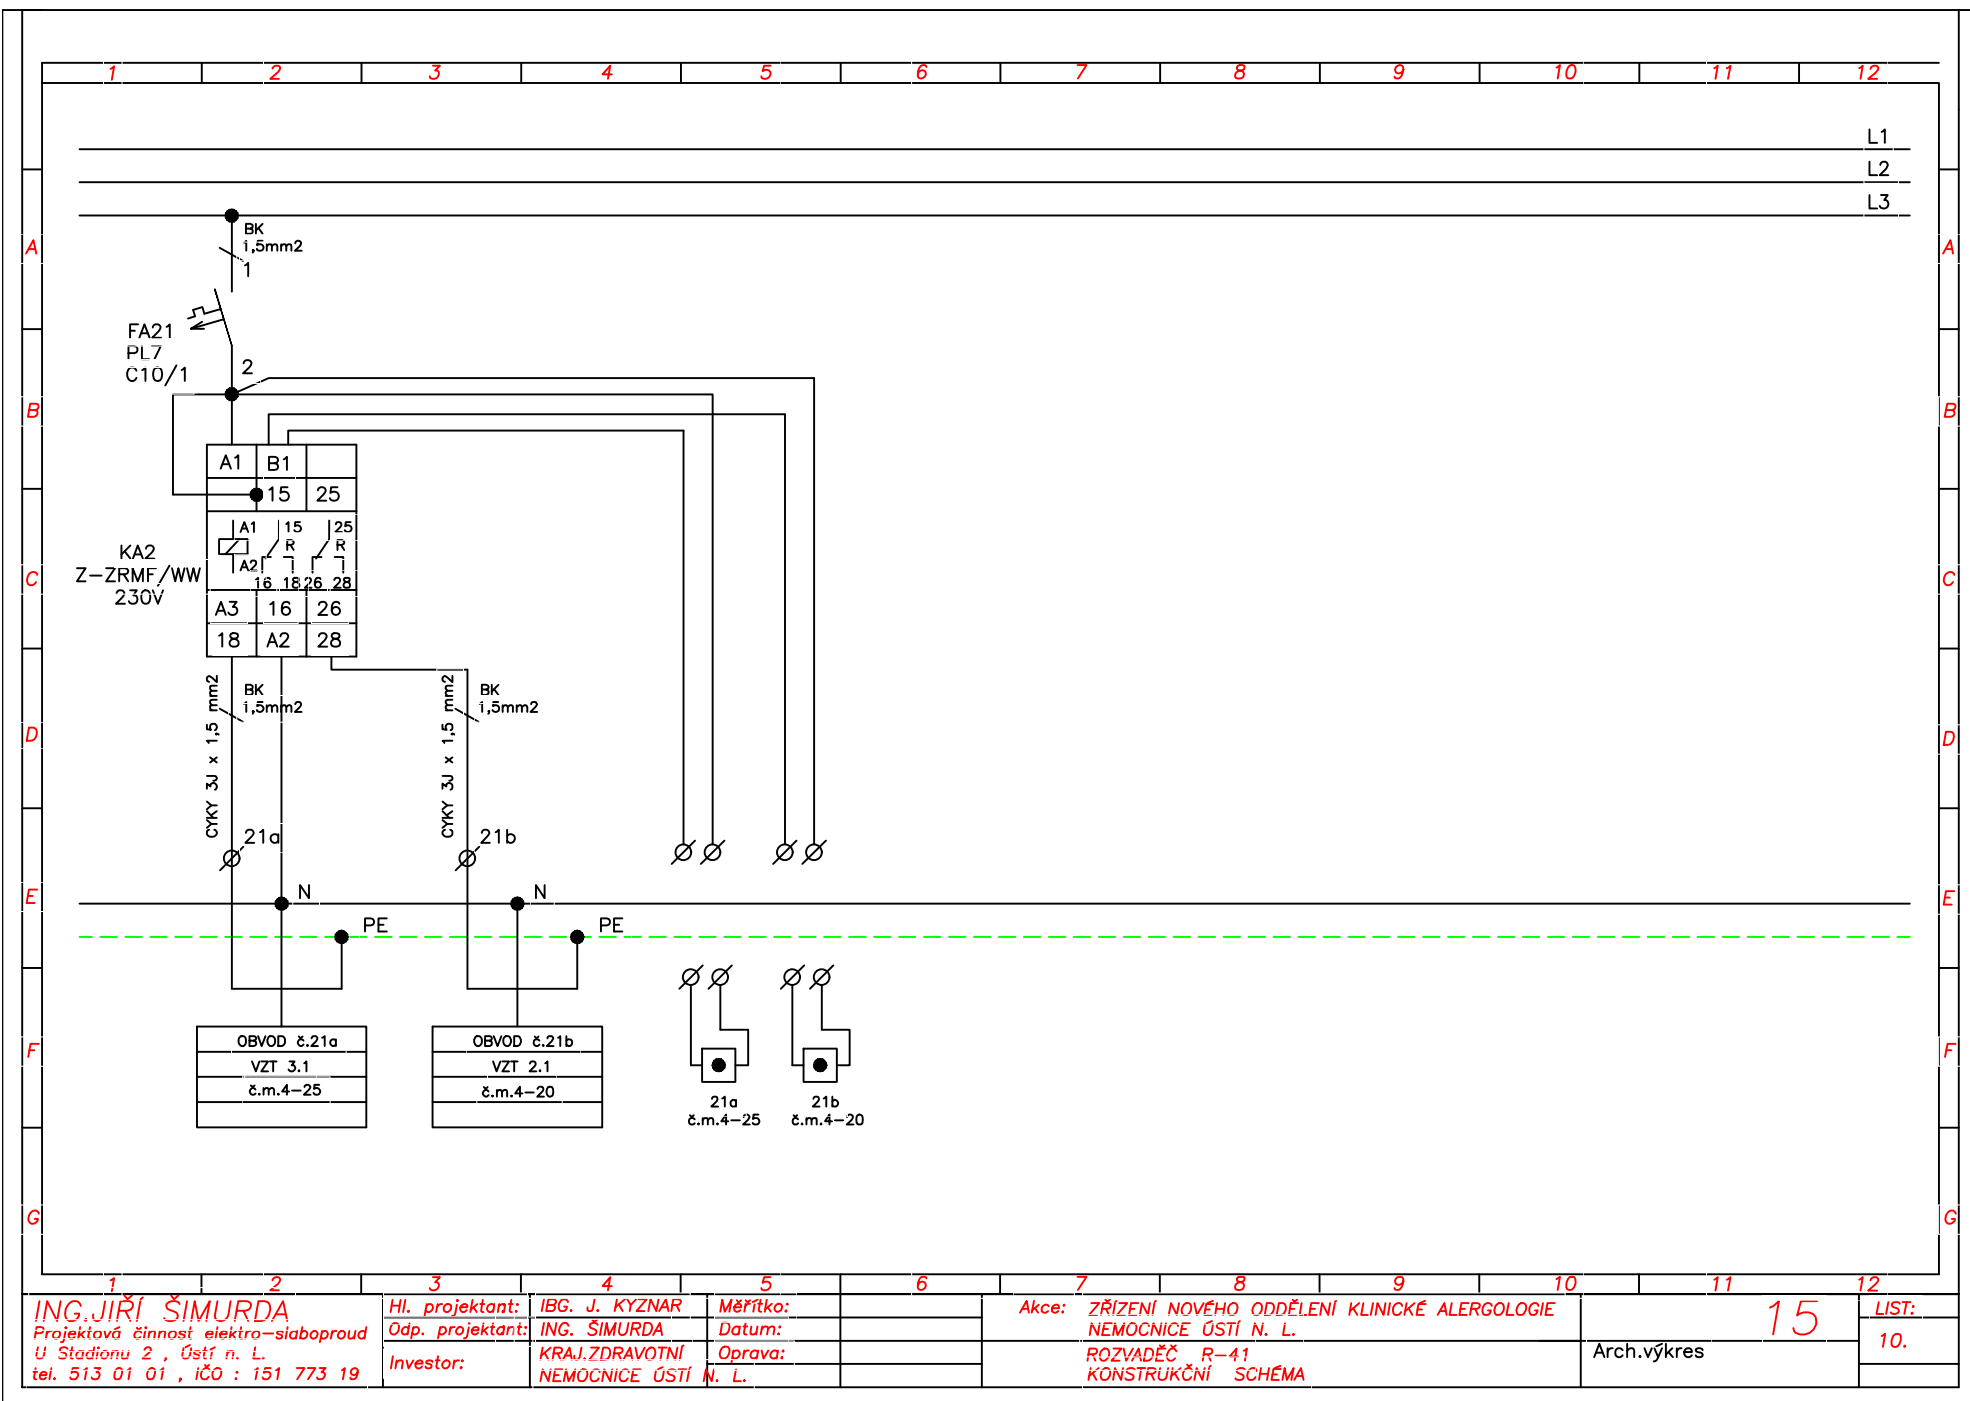 1 2 3 4 5 6 7 8 9 10 11 12
L1
L2
L3
A A
BK
1,5mm2
1
FA21
PL7
C10/1
2
B B
A1 B1
15 25
A1 15 25
R R
A2
16 18 26 28
KA2
Z-ZRMF/WW
230V
C C
A3 16 26
18 A2 28
CYKY 3J x 1,5 mm2
BK
1,5mm2
CYKY 3J x 1,5 mm2
BK
1,5mm2
D D
21a 21b
E E
N N
PE PE
F F
OBVOD č.21a
VZT 3.1
č.m.4-25
OBVOD č.21b
VZT 2.1
č.m.4-20
21a
č.m.4-25
21b
č.m.4-20
G G
1 2 3 4 5 6 7 8 9 10 11 12
ING.JIŘÍ ŠIMURDA
Projektová činnost elektro-slaboproud
U Stadionu 2 , Ústí n. L.
tel. 513 01 01 , IČO : 151 773 19
Hl. projektant: IBG. J. KYZNAR
Odp. projektant: ING. ŠIMURDA
Investor: KRAJ.ZDRAVOTNÍ
NEMOCNICE ÚSTÍ N. L.
Měřítko:
Datum:
Oprava:
Akce: ZŘÍZENÍ NOVÉHO ODDĚLENÍ KLINICKÉ ALERGOLOGIE
NEMOCNICE ÚSTÍ N. L.
ROZVADĚČ R-41
KONSTRUKČNÍ SCHÉMA
15
Arch.výkres
LIST:
10.